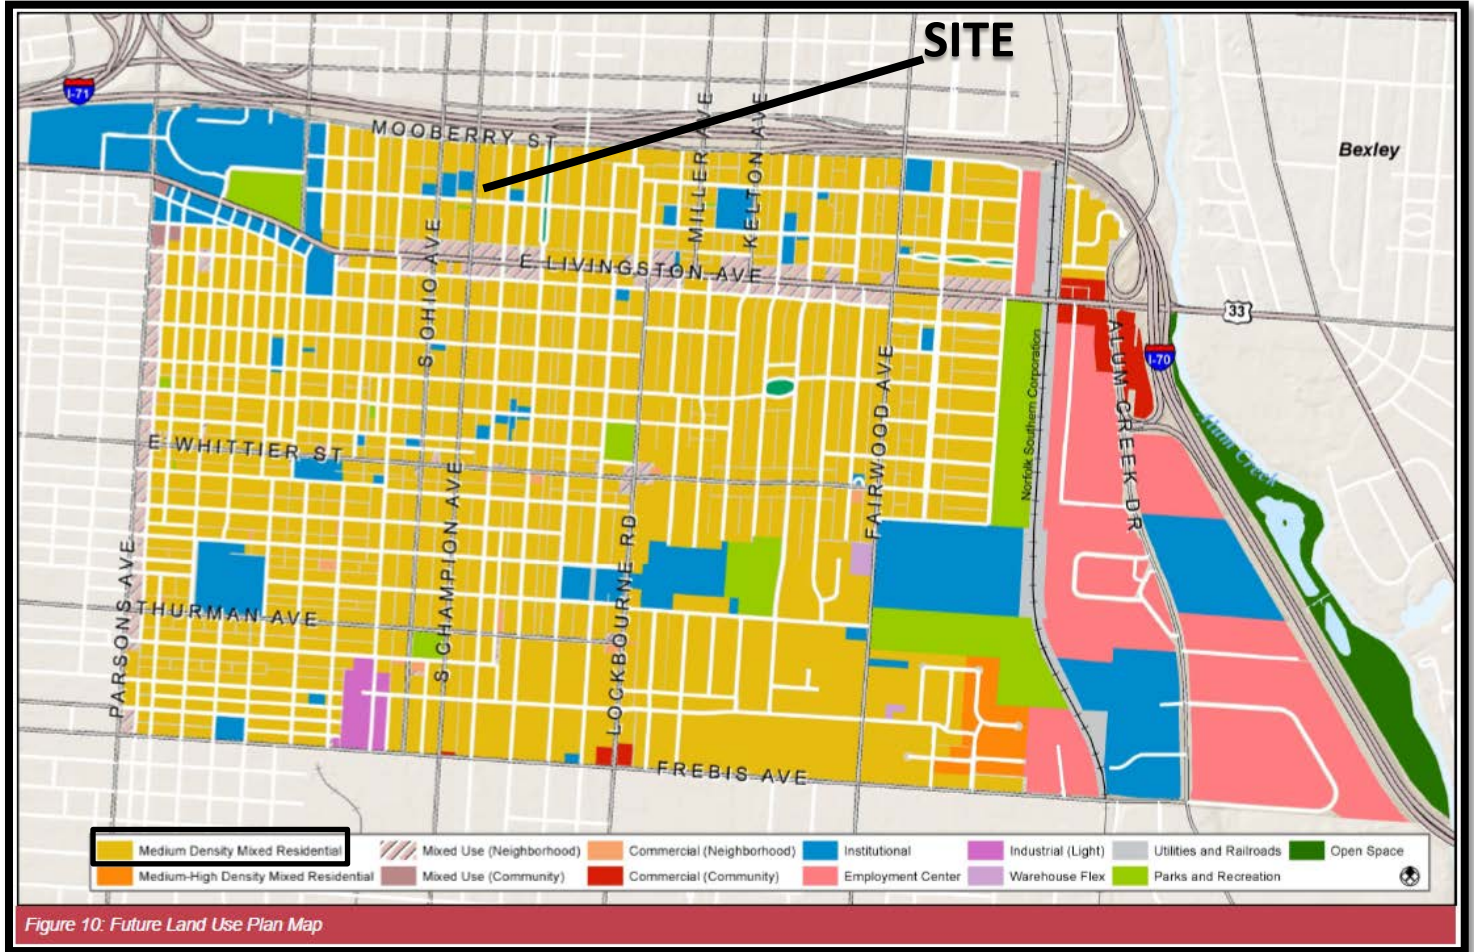 SITE
I-71
MOOBERRY ST
MILLER AVE
KELTON AVE
Bexley
S OHIO AVE
E LIVINGSTON AVE
33
I-70
ALUM CREEK DR
Norfolk Southern Corporation
FAIRWOOD AVE
Alum Creek
E WHITTIER ST
S CHAMPION AVE
LOCKBOURNE RD
PARSONS AVE
THURMAN AVE
FREBIS AVE
Medium Density Mixed Residential
Mixed Use (Neighborhood)
Commercial (Neighborhood)
Institutional
Industrial (Light)
Utilities and Railroads
Open Space
Medium-High Density Mixed Residential
Mixed Use (Community)
Commercial (Community)
Employment Center
Warehouse Flex
Parks and Recreation
Figure 10: Future Land Use Plan Map